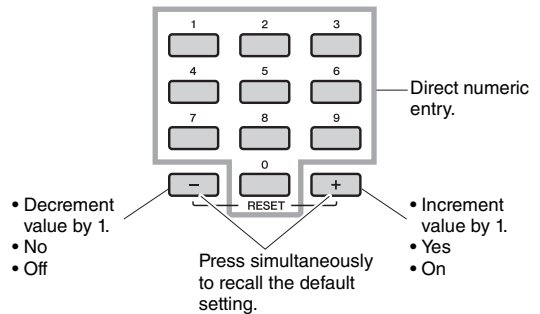 1 2 3
4 5 6
Direct numeric
entry.
7 8 9
0
− +
RESET
• Decrement
value by 1.
• No
• Off
• Increment
value by 1.
• Yes
• On
Press simultaneously
to recall the default
setting.